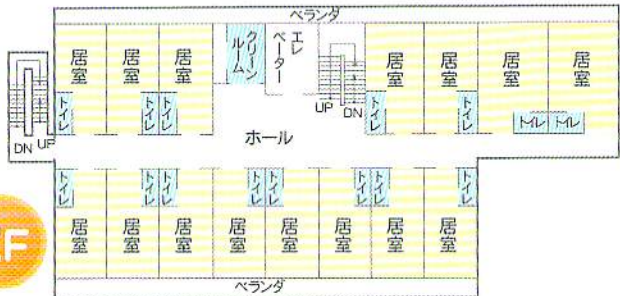 ベランダ
居室 居室 居室 クリーンルーム エレベーター 居室 居室 居室 居室
トイレ トイレ トイレ UP DN トイレ トイレ トイレ トイレ
DN UP ホール
トイレ トイレ トイレ トイレ トイレ トイレ トイレ トイレ
居室 居室 居室 居室 居室 居室 居室 居室
F
ベランダ